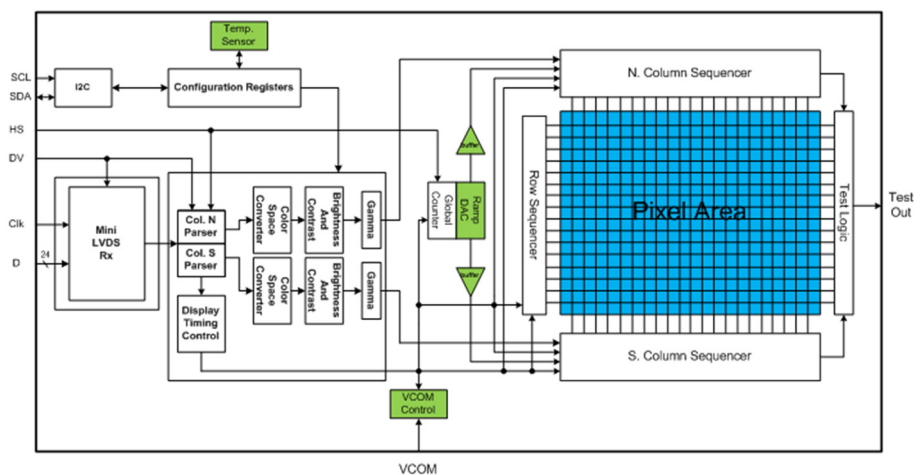 Temp.
Sensor
SCL
SDA
I2C
Configuration Registers
N. Column Sequencer
HS
DV
Clk
D
24
Mini
LVDS
Rx
Col. N
Parser
Col. S
Parser
Color
Space
Converter
Brightness
And
Contrast
Gamma
Color
Space
Converter
Brightness
And
Contrast
Gamma
Display
Timing
Control
buffer
Global
Counter
Ramp
DAC
buffer
Row Sequencer
Pixel Area
Test Logic
Test
Out
S. Column Sequencer
VCOM
Control
VCOM